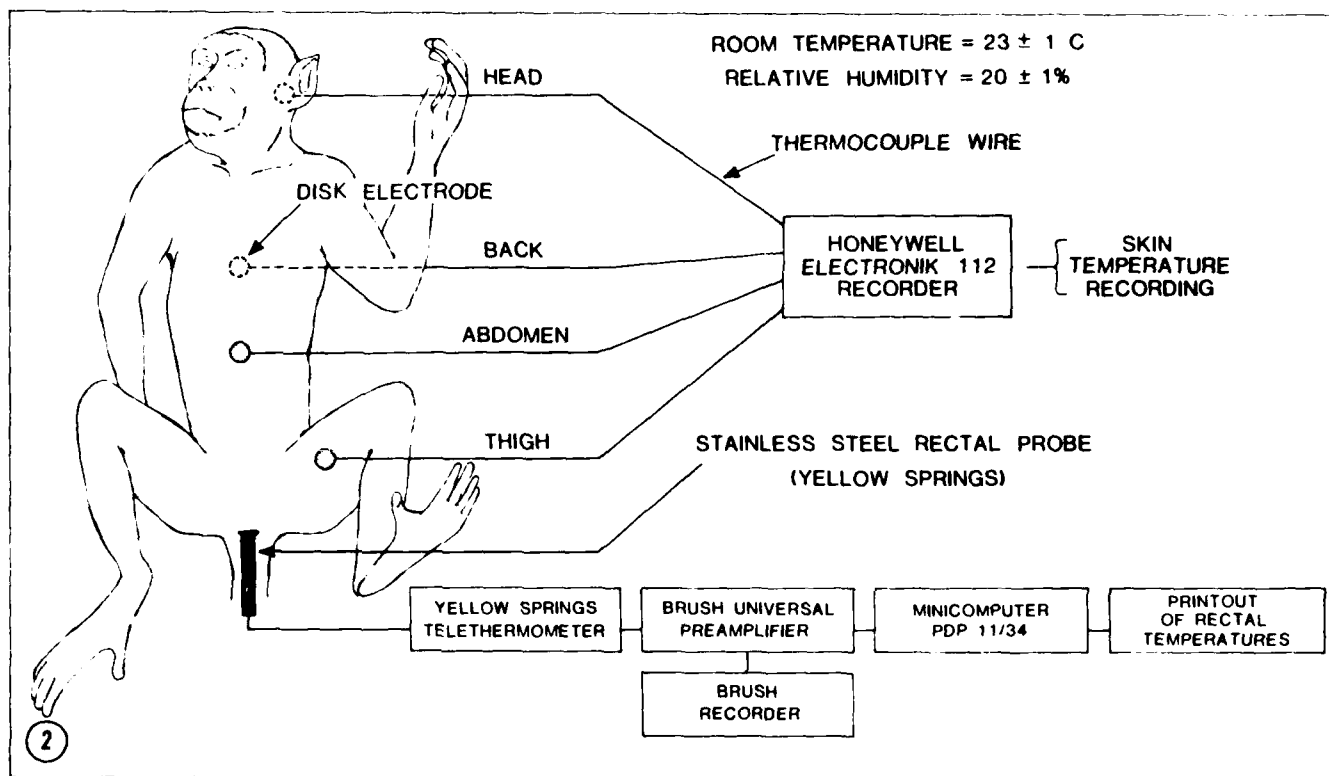 ROOM TEMPERATURE = 23 ± 1 C
RELATIVE HUMIDITY = 20 ± 1%
HEAD
THERMOCOUPLE WIRE
DISK ELECTRODE
BACK
HONEYWELL
ELECTRONIK 112
RECORDER
SKIN
TEMPERATURE
RECORDING
ABDOMEN
THIGH
STAINLESS STEEL RECTAL PROBE
(YELLOW SPRINGS)
YELLOW SPRINGS
TELETHERMOMETER
BRUSH UNIVERSAL
PREAMPLIFIER
MINICOMPUTER
PDP 11/34
PRINTOUT
OF RECTAL
TEMPERATURES
BRUSH
RECORDER
2